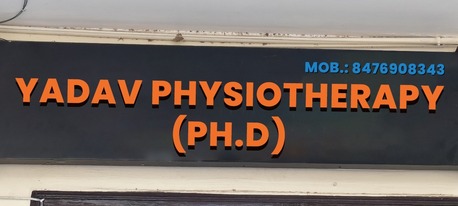 MOB.: 8476908343
YADAV PHYSIOTHERAPY
(PH.D)